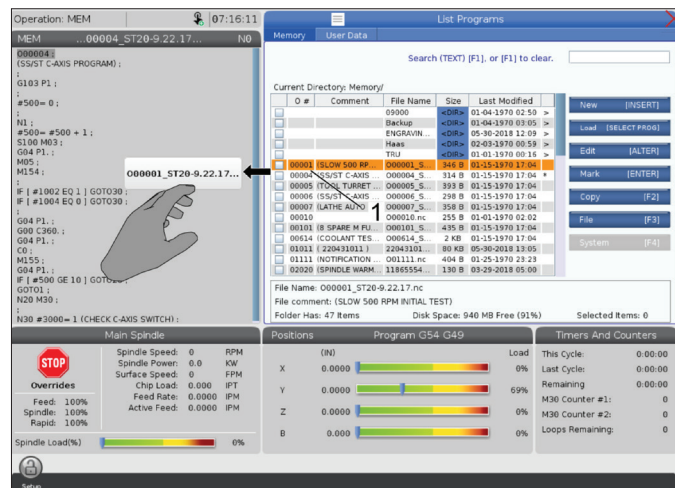 Operation: MEM
07:16:11
MEM ...00004_ST20-9.22.17... N0
O00004 ;
(SS/ST C-AXIS PROGRAM) ;
;
G103 P1 ;
;
#500= 0 ;
;
N1 ;
#500= #500 + 1 ;
S100 M03 ;
G04 P1. ;
M05 ;
M154 ;
;
IF [ #1002 EQ 1 ] GOTO30 ;
IF [ #1004 EQ 0 ] GOTO30 ;
;
G04 P1. ;
G00 C360. ;
G04 P1. ;
C0 ;
M155 ;
G04 P1. ;
IF [ #500 GE 10 ] GOTO20 ;
GOTO1 ;
N20 M30 ;
;
N30 #3000= 1 (CHECK C-AXIS SWITCH) ;
O00001_ST20-9.22.17...
List Programs
Memory User Data
Search (TEXT) [F1], or [F1] to clear.
Current Directory: Memory/
O # Comment File Name Size Last Modified
09000 <DIR> 01-04-1970 02:50 >
Backup <DIR> 01-04-1970 03:05 >
ENGRAVIN... <DIR> 05-30-2018 12:09 >
Haas <DIR> 02-03-1970 00:59 >
TRU <DIR> 01-01-1970 00:16 >
00001 (SLOW 500 RP... O00001_S... 346 B 01-15-1970 17:04
00004 (SS/ST C-AXIS ... O00004_S... 314 B 01-15-1970 17:04 *
00005 (TOOL TURRET ... O00005_S... 393 B 01-15-1970 17:04
00006 (SS/ST C-AXIS ... O00006_S... 298 B 01-15-1970 17:04
00007 (LATHE AUTO ... O00007_S... 358 B 01-15-1970 17:04
00010 O00010.nc 255 B 01-01-1970 02:02
00101 (8 SPARE M FU... O00101_S... 435 B 01-15-1970 17:04
00614 (COOLANT TES... O00614_S... 2 KB 01-15-1970 17:04
01011 ( 220431011 ) 22043101... 80 KB 05-30-2018 13:05
01111 (NOTIFICATION ... O01111.nc 404 B 01-25-1970 23:23
02020 (SPINDLE WARM... 11865554... 130 B 03-29-2018 05:00
1
New [INSERT]
Load [SELECT PROG]
Edit [ALTER]
Mark [ENTER]
Copy [F2]
File [F3]
System [F4]
File Name: O00001_ST20-9.22.17.nc
File comment: (SLOW 500 RPM INITIAL TEST)
Folder Has: 47 Items Disk Space: 940 MB Free (91%) Selected Items: 0
Main Spindle
STOP
Overrides
Feed: 100%
Spindle: 100%
Rapid: 100%
Spindle Speed: 0 RPM
Spindle Power: 0.0 KW
Surface Speed: 0 FPM
Chip Load: 0.000 IPT
Feed Rate: 0.0000 IPM
Active Feed: 0.0000 IPM
Spindle Load(%) 0%
Positions Program G54 G49
(IN) Load
X 0.0000 0%
Y 0.0000 69%
Z 0.0000 0%
B 0.000 0%
Timers And Counters
This Cycle: 0:00:00
Last Cycle: 0:00:00
Remaining 0:00:00
M30 Counter #1: 0
M30 Counter #2: 0
Loops Remaining: 0
Setup